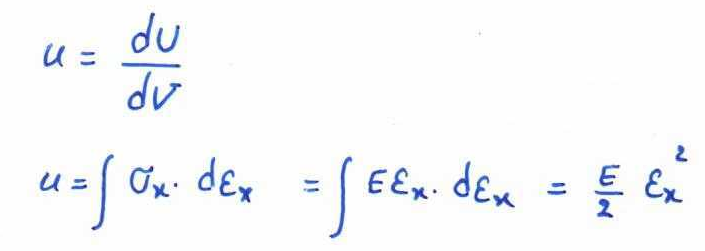 u = dU/dV
u = ∫ σx. dεx = ∫ Eεx. dεx = E/2 εx²